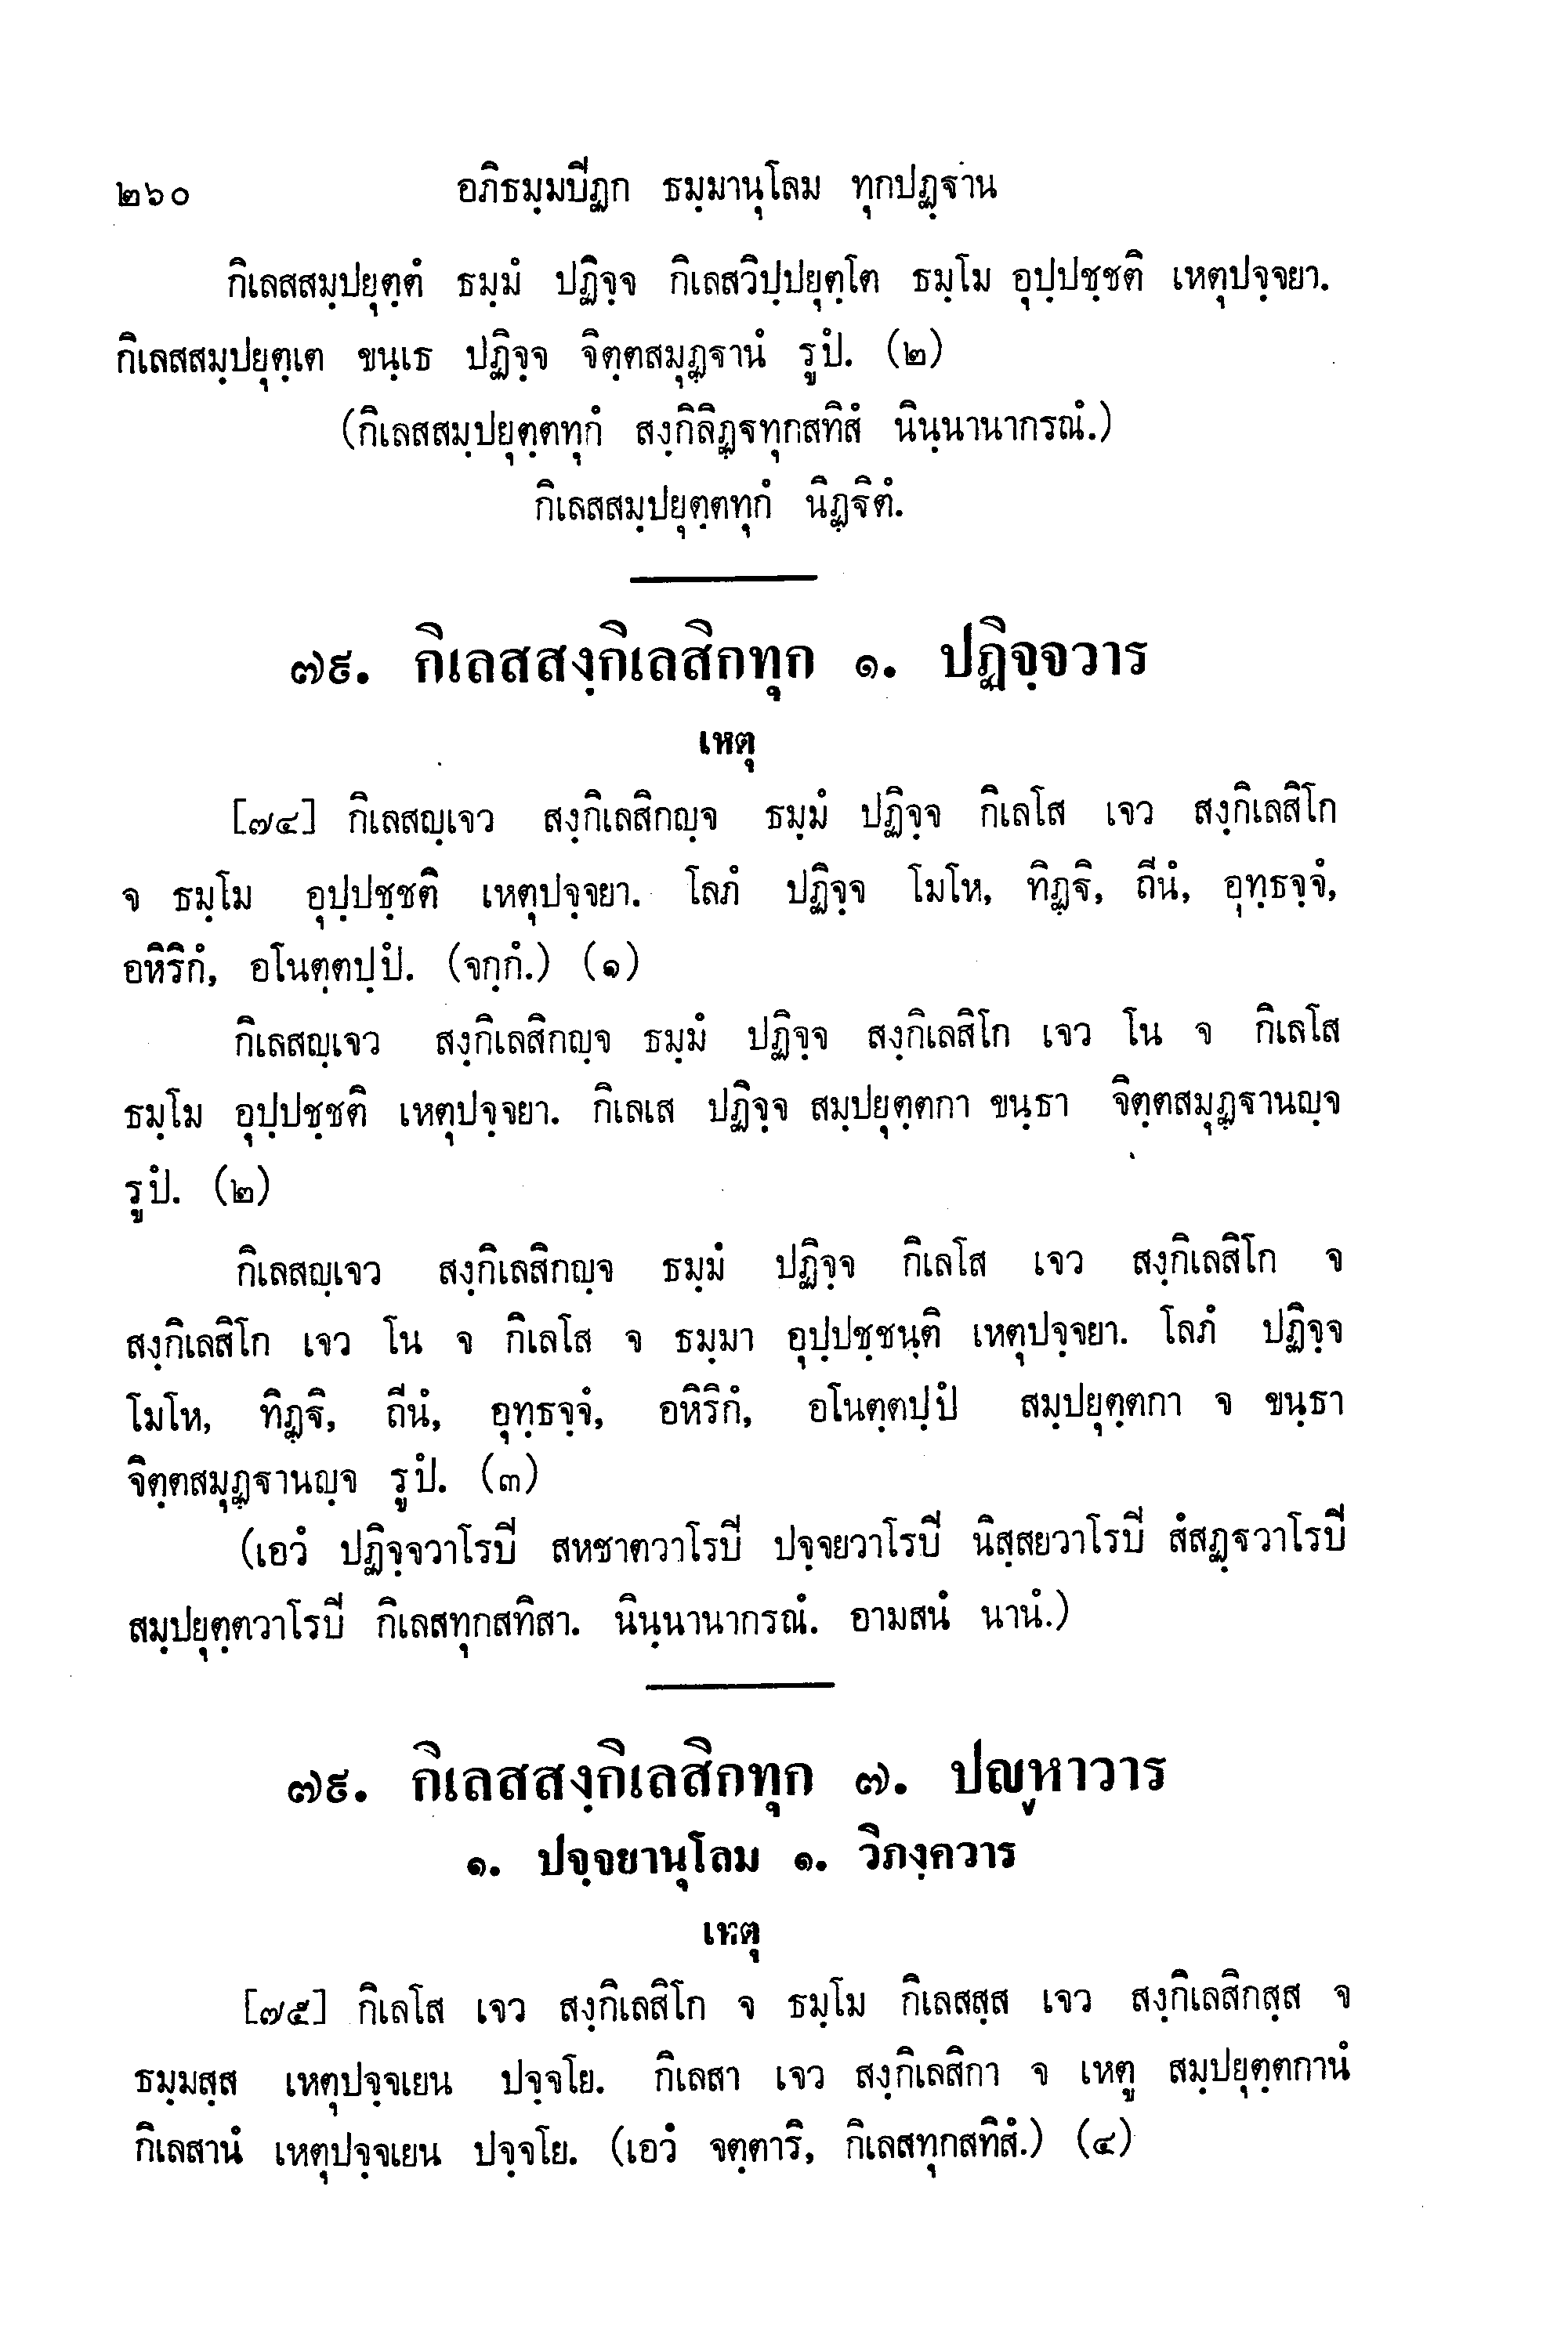 ๒๖๐ อภิธมฺมปีฏก ธมฺมานุโลม ทุกปฏฺฐาน
กิเลสสมฺปยุตฺตํ ธมฺมํ ปฏิจฺจ กิเลสวิปฺปยุตฺโต ธมฺโม อุปฺปชฺชติ เหตุปจฺจยา.
กิเลสสมฺปยุตฺเต ขนฺเธ ปฏิจฺจ จิตฺตสมุฏฺฐานํ รูปํ. (๒)
(กิเลสสมฺปยุตฺตทุกํ สงฺกิลิฏฺฐทุกสทิสํ นินฺนานากรณํ.)
กิเลสสมฺปยุตฺตทุกํ นิฏฺฐิตํ.
๗๙. กิเลสสงฺกิเลสิกทุก ๑. ปฏิจฺจวาร
เหตุ
[๗๔] กิเลสญฺเจว สงฺกิเลสิกญฺจ ธมฺมํ ปฏิจฺจ กิเลโส เจว สงฺกิเลสิโก
จ ธมฺโม อุปฺปชฺชติ เหตุปจฺจยา. โลภํ ปฏิจฺจ โมโห, ทิฏฺฐิ, ถีนํ, อุทฺธจฺจํ,
อหิริกํ, อโนตฺตปฺปํ. (จกฺกํ.) (๑)
กิเลสญฺเจว สงฺกิเลสิกญฺจ ธมฺมํ ปฏิจฺจ สงฺกิเลสิโก เจว โน จ กิเลโส
ธมฺโม อุปฺปชฺชติ เหตุปจฺจยา. กิเลเส ปฏิจฺจ สมฺปยุตฺตกา ขนฺธา จิตฺตสมุฏฺฐานญฺจ
รูปํ. (๒)
กิเลสญฺเจว สงฺกิเลสิกญฺจ ธมฺมํ ปฏิจฺจ กิเลโส เจว สงฺกิเลสิโก จ
สงฺกิเลสิโก เจว โน จ กิเลโส จ ธมฺมา อุปฺปชฺชนฺติ เหตุปจฺจยา. โลภํ ปฏิจฺจ
โมโห, ทิฏฺฐิ, ถีนํ, อุทฺธจฺจํ, อหิริกํ, อโนตฺตปฺปํ สมฺปยุตฺตกา จ ขนฺธา
จิตฺตสมุฏฺฐานญฺจ รูปํ. (๓)
(เอวํ ปฏิจฺจวาโรปี สหชาตวาโรปี ปจฺจยวาโรปี นิสฺสยวาโรปี สํสฏฺฐวาโรปี
สมฺปยุตฺตวาโรปี กิเลสทุกสทิสา. นินฺนานากรณํ. อามสนํ นานํ.)
๗๙. กิเลสสงฺกิเลสิกทุก ๗. ปญฺหาวาร
๑. ปจฺจยานุโลม ๑. วิภงฺควาร
เหตุ
[๗๕] กิเลโส เจว สงฺกิเลสิโก จ ธมฺโม กิเลสสฺส เจว สงฺกิเลสิกสฺส จ
ธมฺมสฺส เหตุปจฺจเยน ปจฺจโย. กิเลสา เจว สงฺกิเลสิกา จ เหตู สมฺปยุตฺตกานํ
กิเลสานํ เหตุปจฺจเยน ปจฺจโย. (เอวํ จตฺตาริ, กิเลสทุกสทิสํ.) (๔)